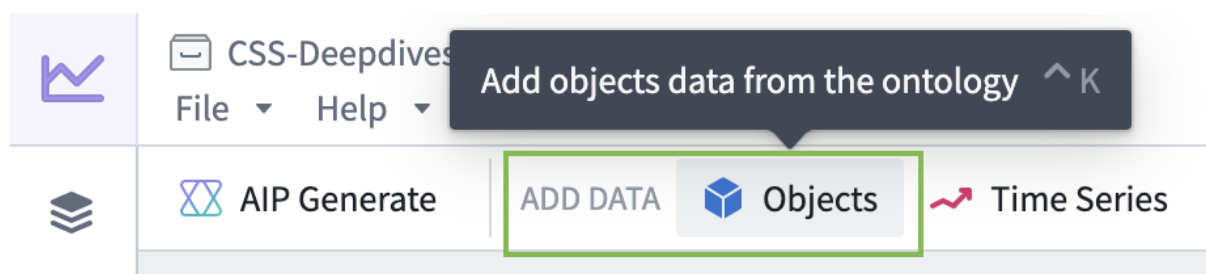 CSS-Deepdives
Add objects data from the ontology ^ K
File Help
AIP Generate ADD DATA Objects Time Series